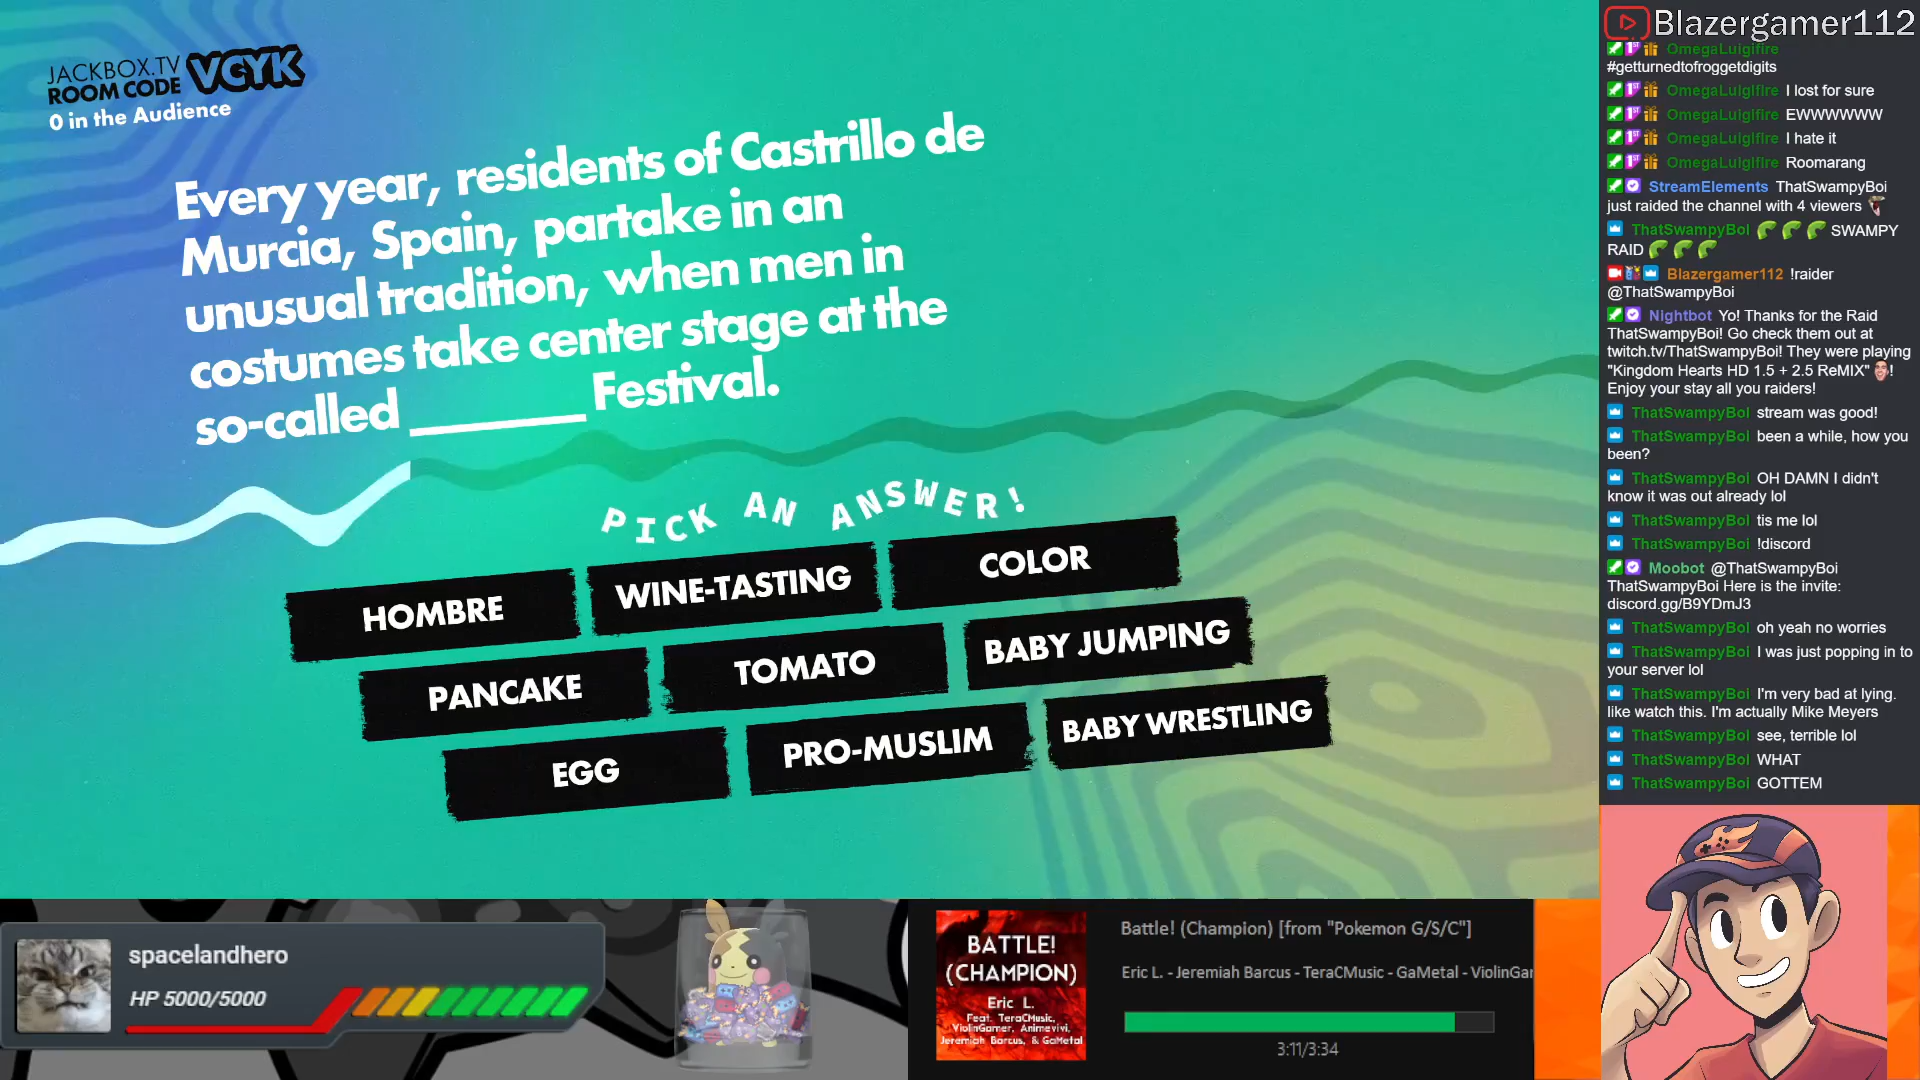 JACKBOX.TV
ROOM CODE VGYK
0 in the Audience
Every year, residents of Castrillo de
Murcia, Spain, partake in an
unusual tradition, when men in
costumes take center stage at the
so-called ______ Festival.
PICK AN ANSWER!
HOMBRE
WINE-TASTING
COLOR
PANCAKE
TOMATO
BABY JUMPING
EGG
PRO-MUSLIM
BABY WRESTLING
Blazergamer112
OmegaLuigifire
#getturnedtofroggetdigits
OmegaLuigifire I lost for sure
OmegaLuigifire EWWWWWW
OmegaLuigifire I hate it
OmegaLuigifire Roomarang
StreamElements ThatSwampyBoi
just raided the channel with 4 viewers
ThatSwampyBoi SWAMPY
RAID
Blazergamer112 !raider
@ThatSwampyBoi
Nightbot Yo! Thanks for the Raid
ThatSwampyBoi! Go check them out at
twitch.tv/ThatSwampyBoi! They were playing
"Kingdom Hearts HD 1.5 + 2.5 ReMIX" !
Enjoy your stay all you raiders!
ThatSwampyBoi stream was good!
ThatSwampyBoi been a while, how you
been?
ThatSwampyBoi OH DAMN I didn't
know it was out already lol
ThatSwampyBoi tis me lol
ThatSwampyBoi !discord
Moobot @ThatSwampyBoi
ThatSwampyBoi Here is the invite:
discord.gg/B9YDmJ3
ThatSwampyBoi oh yeah no worries
ThatSwampyBoi I was just popping in to
your server lol
ThatSwampyBoi I'm very bad at lying.
like watch this. I'm actually Mike Meyers
ThatSwampyBoi see, terrible lol
ThatSwampyBoi WHAT
ThatSwampyBoi GOTTEM
spacelandhero
HP 5000/5000
BATTLE!
(CHAMPION)
Eric L.
Feat. TeraCMusic,
ViolinGamer, Animevivi,
Jeremiah Barcus, & GaMetal
Battle! (Champion) [from "Pokemon G/S/C"]
Eric L. - Jeremiah Barcus - TeraCMusic - GaMetal - ViolinGar
3:11/3:34